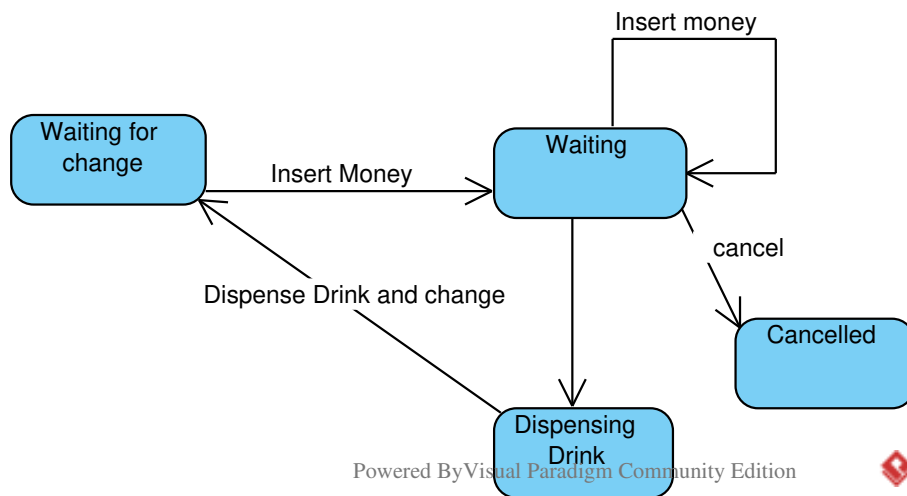 Insert money
Waiting for
change
Waiting
Insert Money
cancel
Dispense Drink and change
Cancelled
Dispensing
Drink
Powered ByVisual Paradigm Community Edition